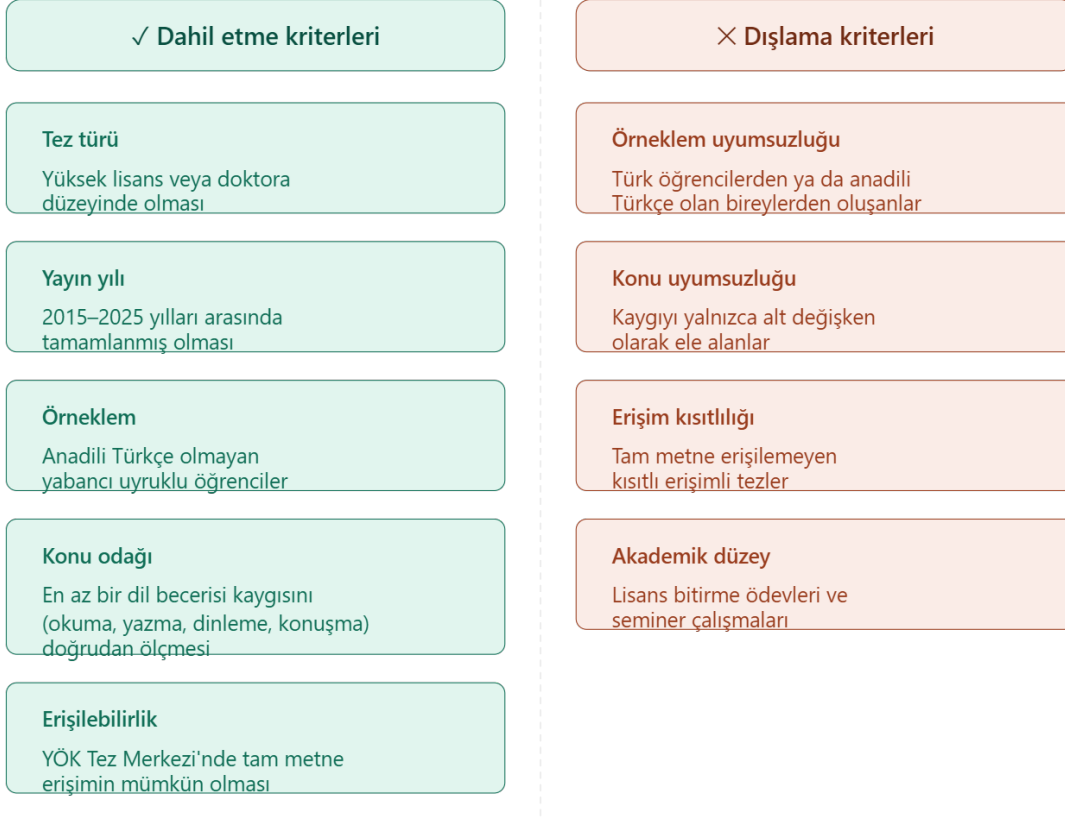 ✓ Dahil etme kriterleri
Tez türü
Yüksek lisans veya doktora
düzeyinde olması
Yayın yılı
2015–2025 yılları arasında
tamamlanmış olması
Örneklem
Anadili Türkçe olmayan
yabancı uyruklu öğrenciler
Konu odağı
En az bir dil becerisi kaygısını
(okuma, yazma, dinleme, konuşma)
doğrudan ölçmesi
Erişilebilirlik
YÖK Tez Merkezi'nde tam metne
erişimin mümkün olması
✕ Dışlama kriterleri
Örneklem uyumsuzluğu
Türk öğrencilerden ya da anadili
Türkçe olan bireylerden oluşanlar
Konu uyumsuzluğu
Kaygıyı yalnızca alt değişken
olarak ele alanlar
Erişim kısıtlılığı
Tam metne erişilemeyen
kısıtlı erişimli tezler
Akademik düzey
Lisans bitirme ödevleri ve
seminer çalışmaları